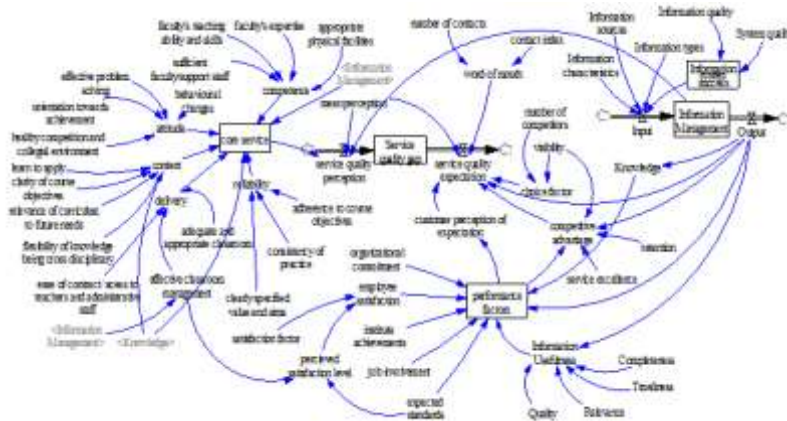 faculty's teaching
ability and skills
faculty's expertise
appropriate
physical facilities
sufficient
faculty support staff
competence
<Information
Management>
effective problem
solving
orientation towards
achievement
behavioural
changes
attitude
healthy competition and
collegial environment
core service
learn to apply
clarity of course
objectives
content
relevance of curriculum
to future needs
delivery
reliability
flexibility of knowledge
being cross disciplinary
adequate and
appropriate classrooms
adherence to course
objectives
consistency of
practice
ease of contact/access to
teachers and administrative
staff
effective classroom
management
clearly specified
value and aims
<Information
Management>
<Knowledge>
number of contacts
contact index
word of mouth
mean perception
service quality
perception
Service
quality gap
service quality
expectation
number of
competitors
visibility
choice factor
customer perception of
expectation
competitive
advantage
retention
service excellence
Information
sources
Information types
Information
characteristics
Information quality
System quality
Information
Input
Information
Management
Output
Knowledge
organizational
commitment
employee
satisfaction
performance
factors
satisfaction factor
institute
achievements
perceived
satisfaction level
job-involvement
expected
standards
Information
Usefulness
Completeness
Timeliness
Relevance
Quality